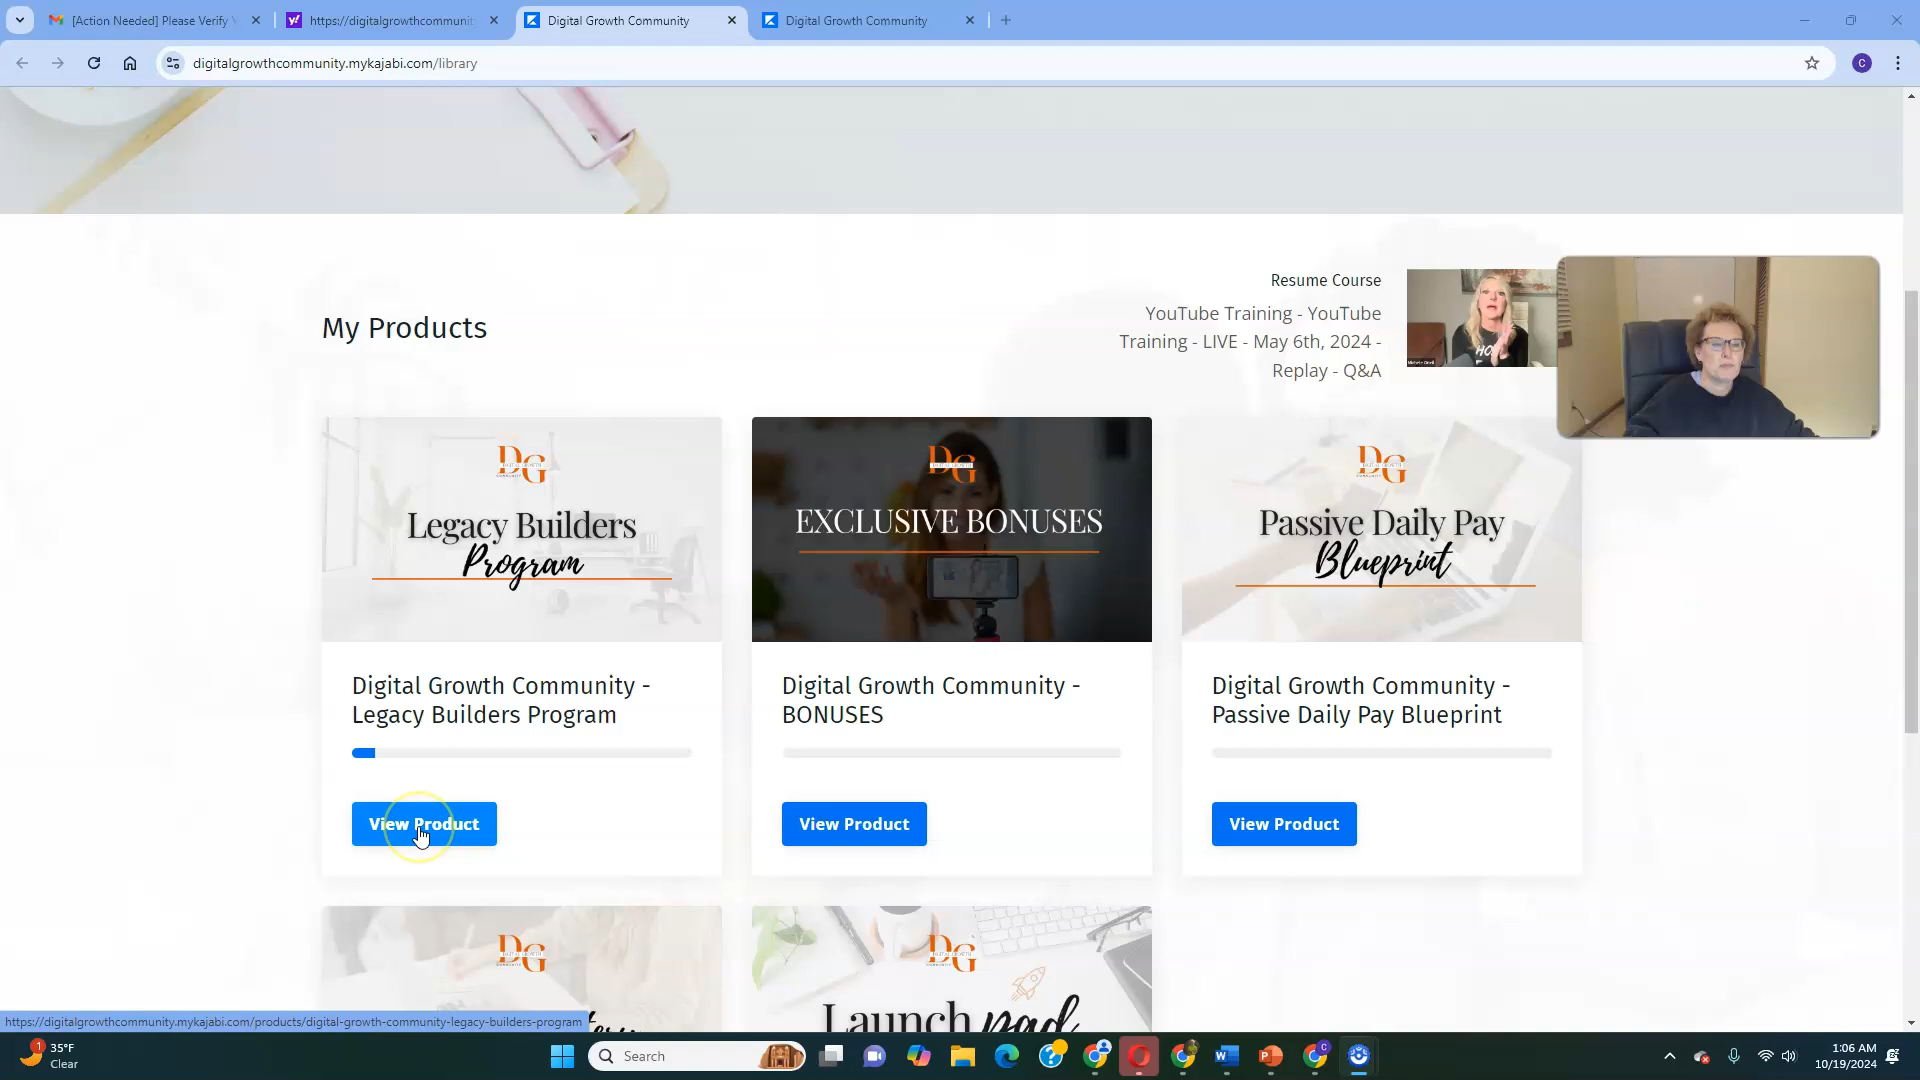 [Action Needed] Please Verify
https://digitalgrowthcommunit
Digital Growth Community
Digital Growth Community
digitalgrowthcommunity.mykajabi.com/library
C
Resume Course
YouTube Training - YouTube
Training - LIVE - May 6th, 2024 -
Replay - Q&A
My Products
DG
Legacy Builders
Program
DG
EXCLUSIVE BONUSES
DG
Passive Daily Pay
Blueprint
Digital Growth Community -
Legacy Builders Program
Digital Growth Community -
BONUSES
Digital Growth Community -
Passive Daily Pay Blueprint
View Product
View Product
View Product
DG
DG
Launch pad
https://digitalgrowthcommunity.mykajabi.com/products/digital-growth-community-legacy-builders-program
1
35°F
Clear
Search
1:06 AM
10/19/2024